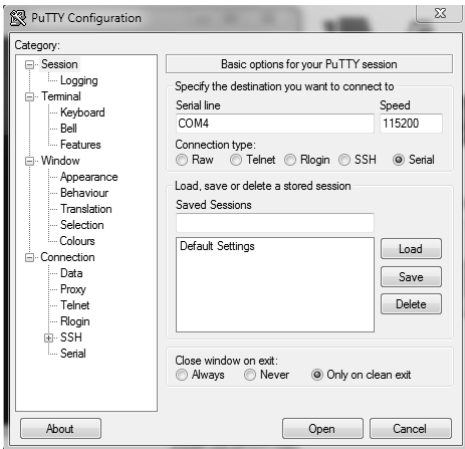 PuTTY Configuration
Category:
Session
Logging
Terminal
Keyboard
Bell
Features
Window
Appearance
Behaviour
Translation
Selection
Colours
Connection
Data
Proxy
Telnet
Rlogin
SSH
Serial
Basic options for your PuTTY session
Specify the destination you want to connect to
Serial line Speed
COM4 115200
Connection type:
Raw Telnet Rlogin SSH Serial
Load, save or delete a stored session
Saved Sessions
Default Settings
Load
Save
Delete
Close window on exit:
Always Never Only on clean exit
About Open Cancel